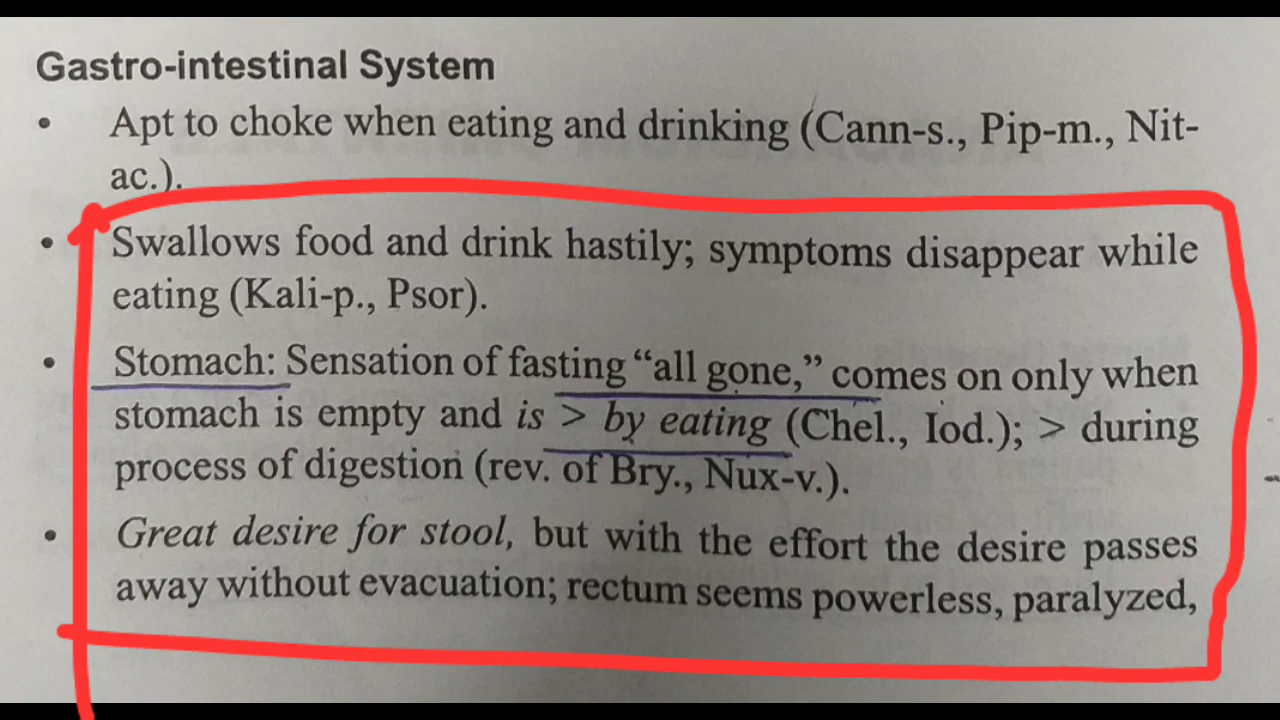 Gastro-intestinal System
• Apt to choke when eating and drinking (Cann-s., Pip-m., Nit-
ac.).
• Swallows food and drink hastily; symptoms disappear while
eating (Kali-p., Psor).
• Stomach: Sensation of fasting “all gone,” comes on only when
stomach is empty and is > by eating (Chel., Iod.); > during
process of digestion (rev. of Bry., Nux-v.).
• Great desire for stool, but with the effort the desire passes
away without evacuation; rectum seems powerless, paralyzed,